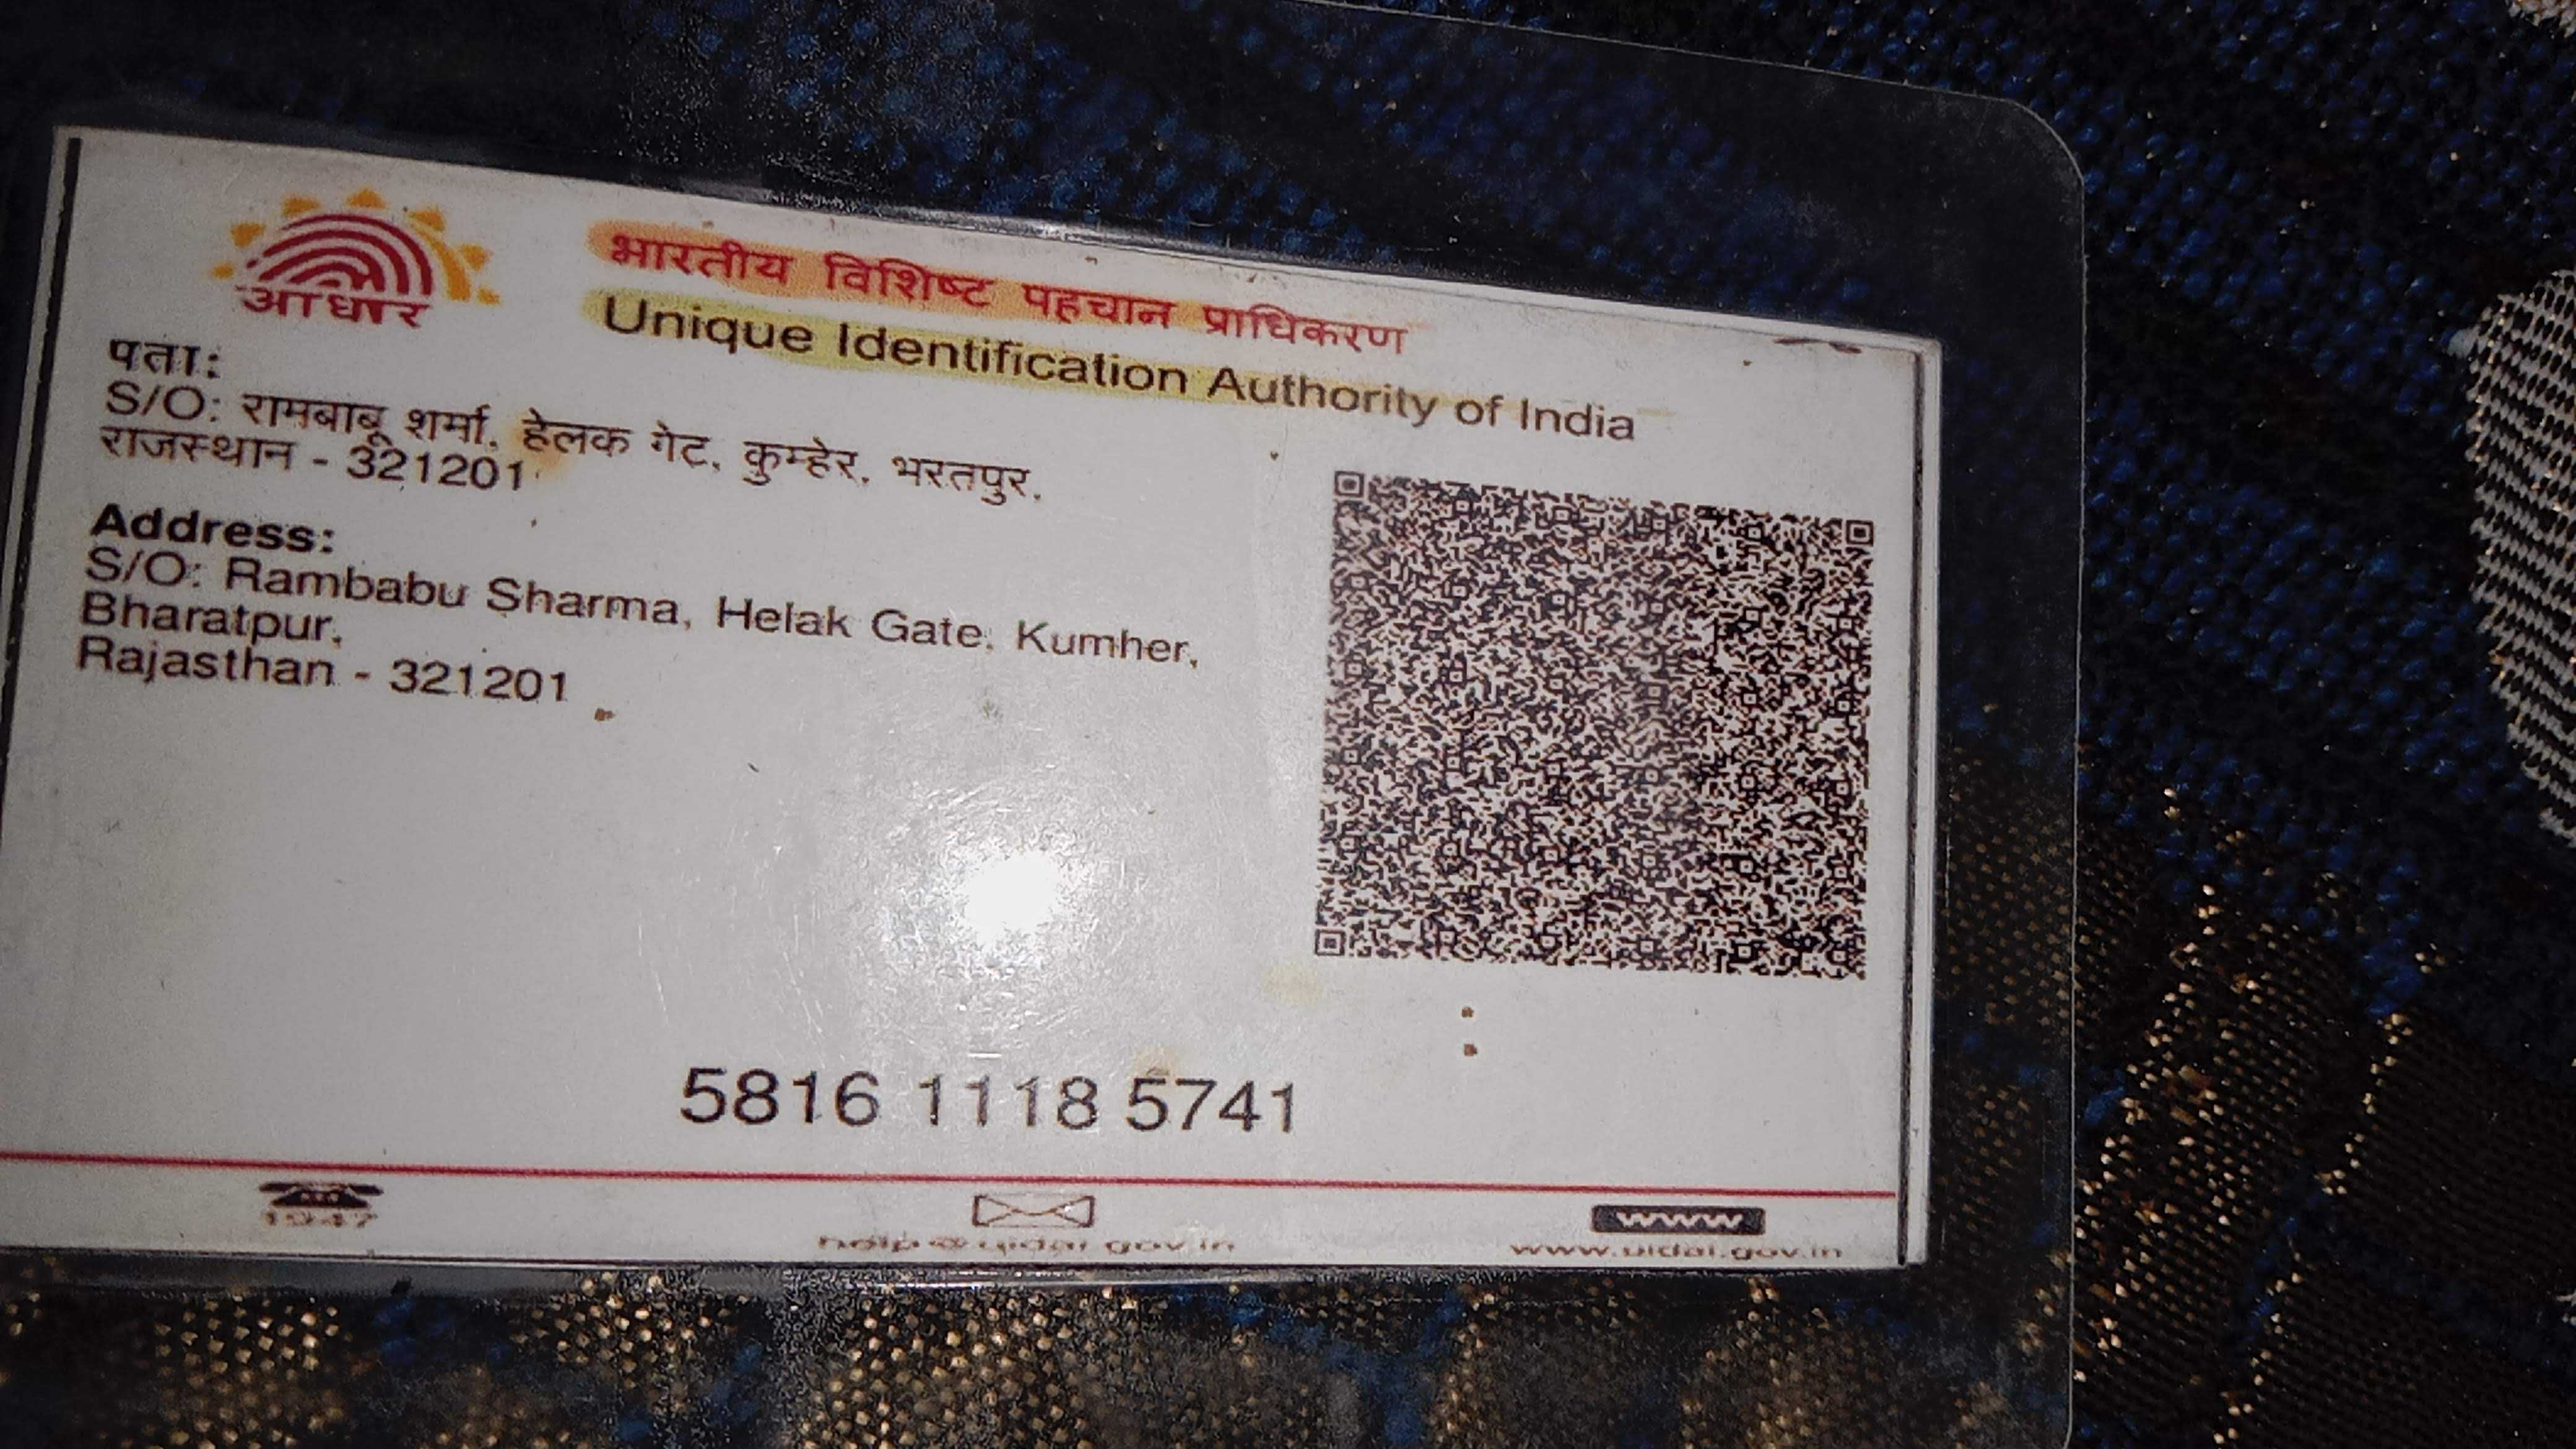 आधार
भारतीय विशिष्ट पहचान प्राधिकरण
Unique Identification Authority of India
पता:
S/O: रामबाबू शर्मा, हेलक गेट, कुम्हेर, भरतपुर,
राजस्थान - 321201
Address:
S/O: Rambabu Sharma, Helak Gate, Kumher,
Bharatpur,
Rajasthan - 321201
5816 1118 5741
1947
help@uidai.gov.in
www
www.uidai.gov.in